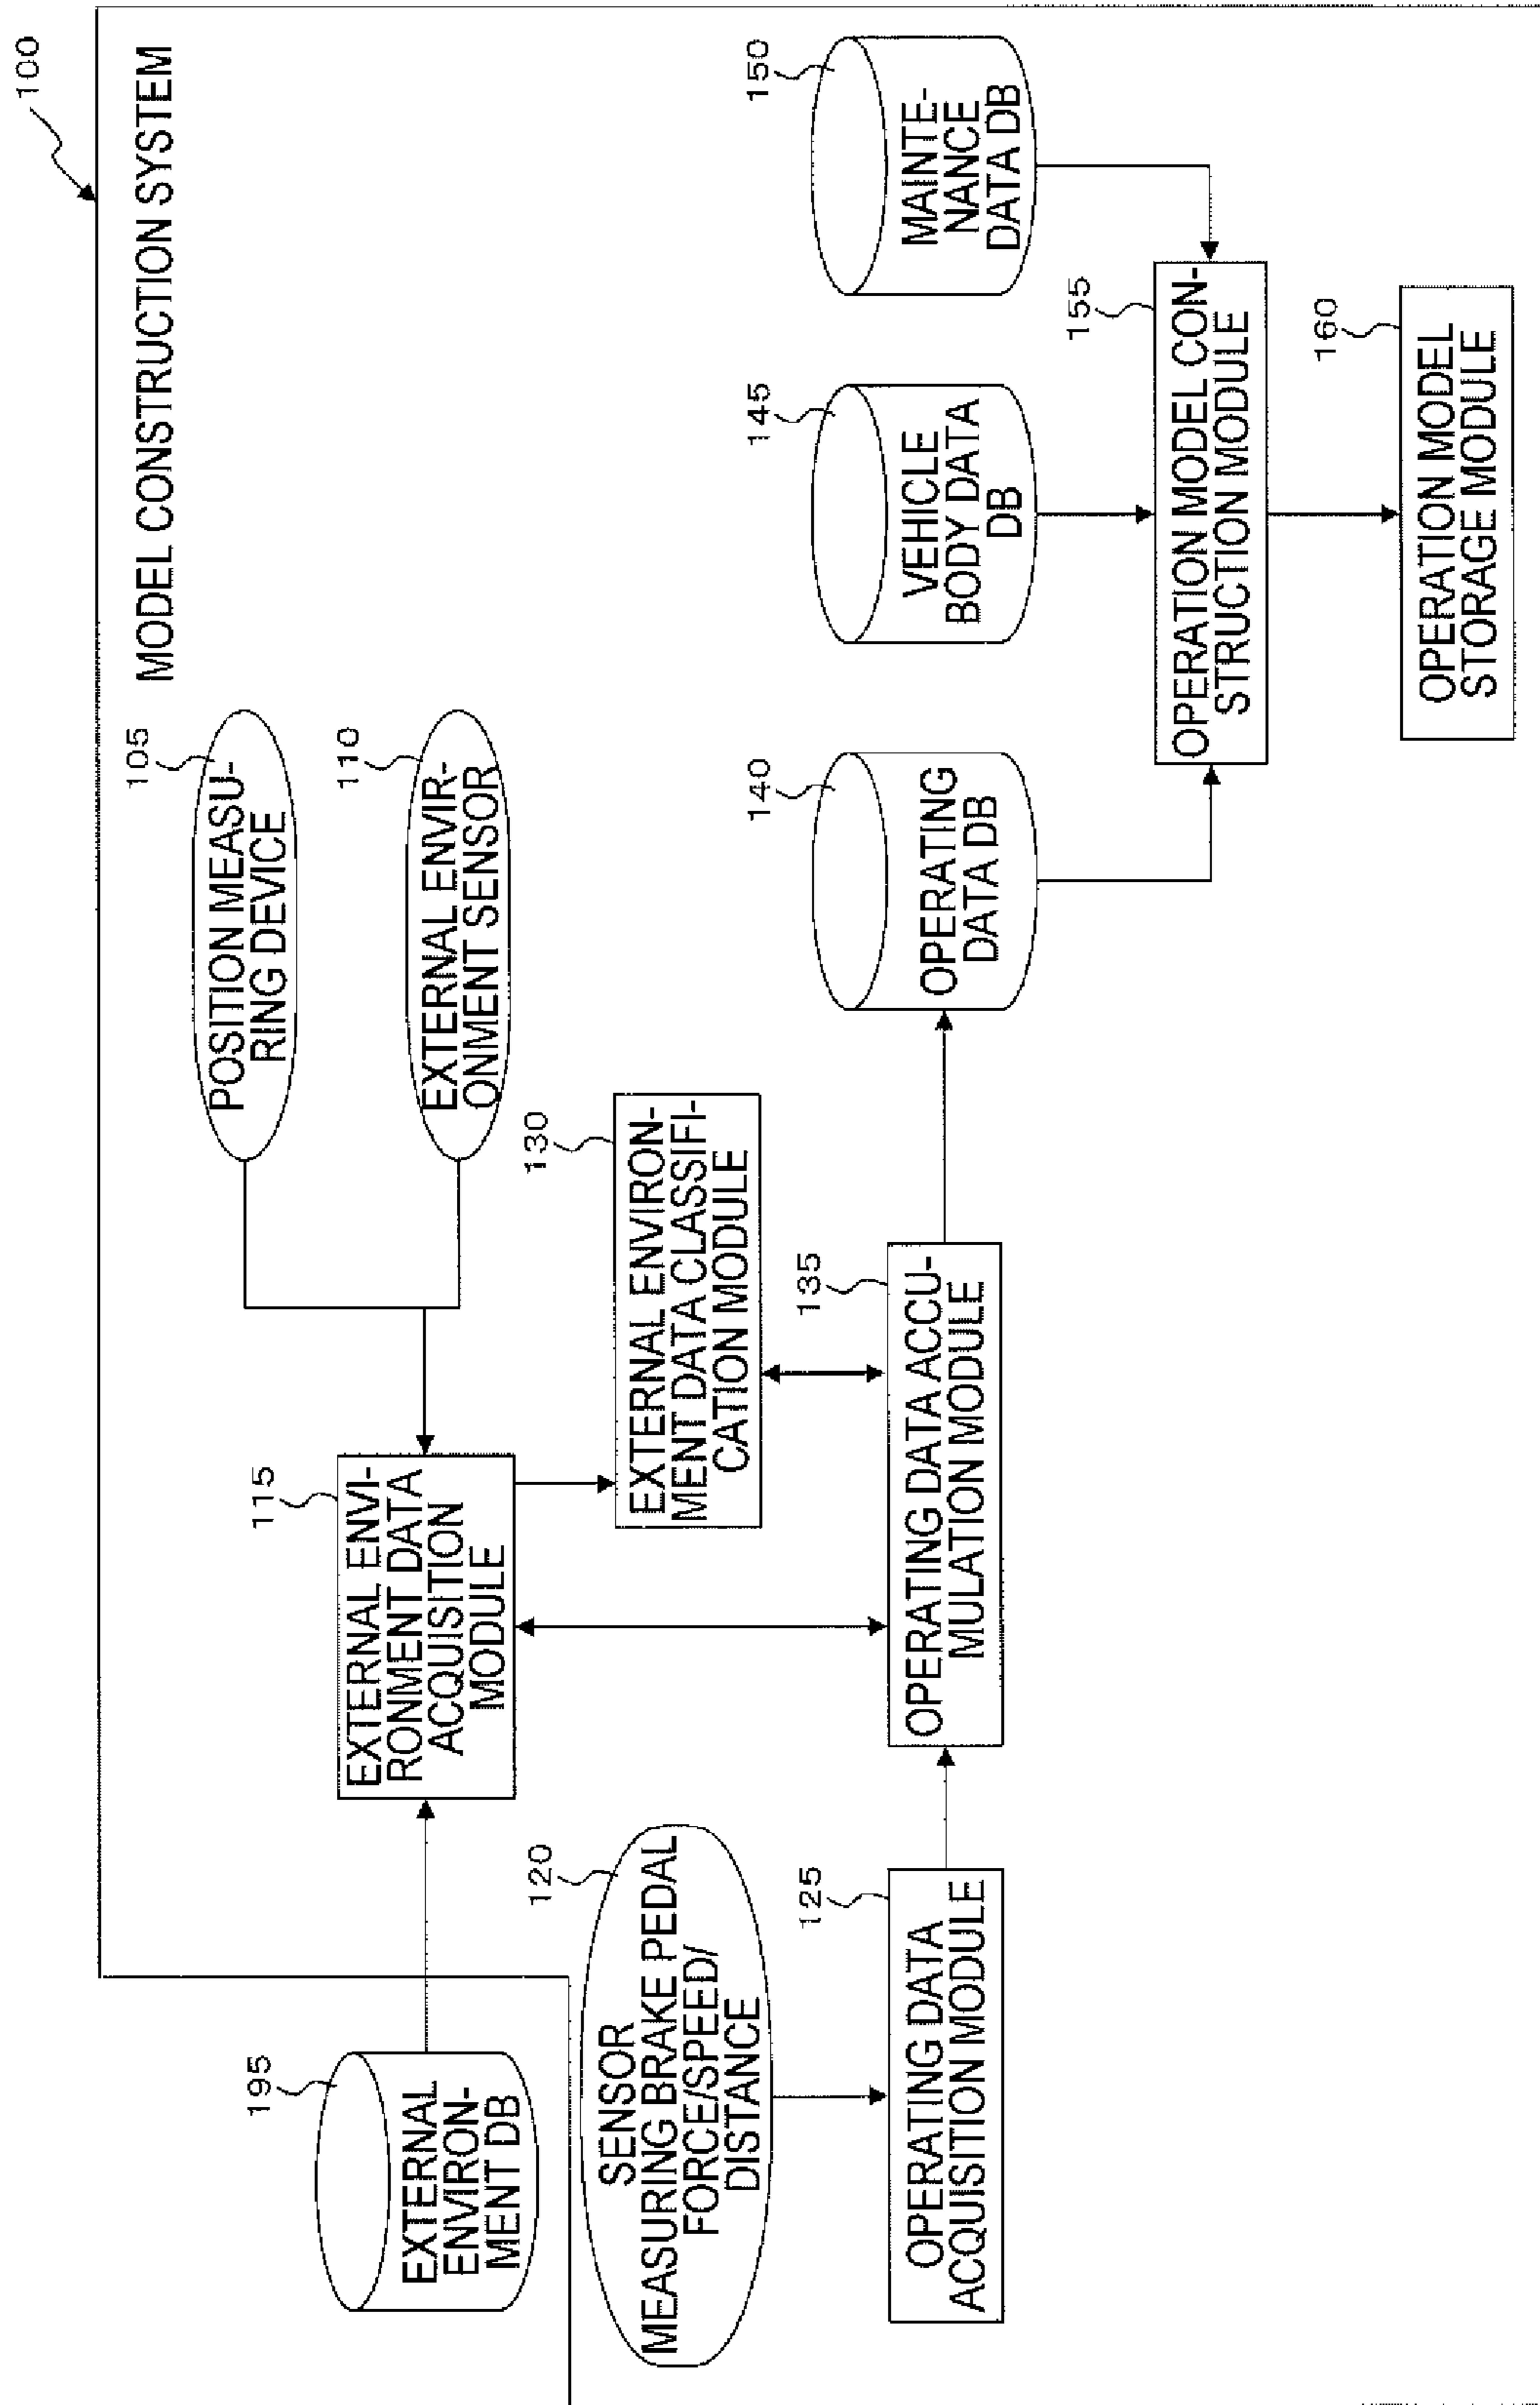 100
MODEL CONSTRUCTION SYSTEM
195
EXTERNAL
ENVIRON-
MENT DB
115
EXTERNAL ENVI-
RONMENT DATA
ACQUISITION
MODULE
105
POSITION MEASU-
RING DEVICE
110
EXTERNAL ENVIR-
ONMENT SENSOR
120
SENSOR
MEASURING BRAKE PEDAL
FORCE/SPEED/
DISTANCE
130
EXTERNAL ENVIRON-
MENT DATA CLASSIFI-
CATION MODULE
125
OPERATING DATA
ACQUISITION MODULE
135
OPERATING DATA ACCU-
MULATION MODULE
140
OPERATING
DATA DB
145
VEHICLE
BODY DATA
DB
150
MAINTE-
NANCE
DATA DB
155
OPERATION MODEL CON-
STRUCTION MODULE
160
OPERATION MODEL
STORAGE MODULE